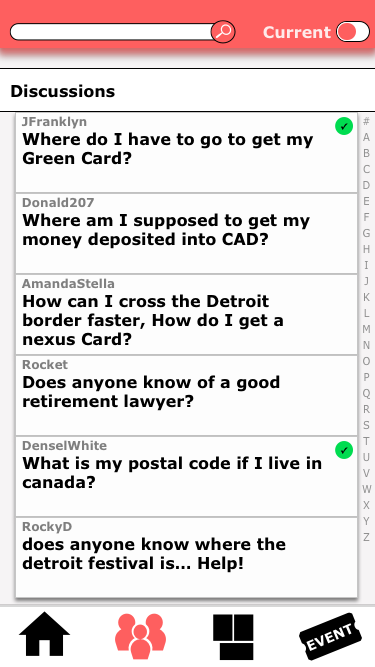 Current
Discussions
JFranklyn
Where do I have to go to get my
Green Card?
Donald207
Where am I supposed to get my
money deposited into CAD?
AmandaStella
How can I cross the Detroit
border faster, How do I get a
nexus Card?
Rocket
Does anyone know of a good
retirement lawyer?
DenselWhite
What is my postal code if I live in
canada?
RockyD
does anyone know where the
detroit festival is... Help!
#
A
B
C
D
E
F
G
H
I
J
K
L
M
N
O
P
Q
R
S
T
U
V
W
X
Y
Z
EVENT